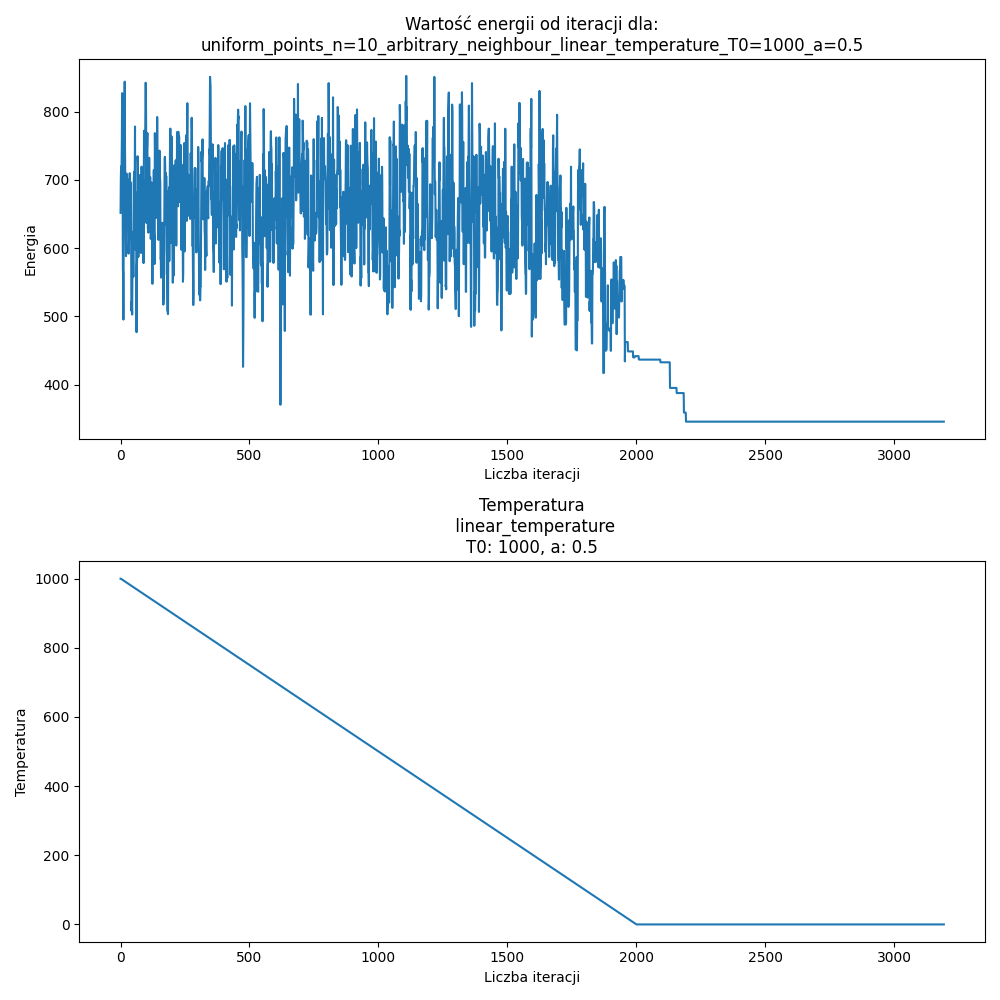 Wartość energii od iteracji dla:
uniform_points_n=10_arbitrary_neighbour_linear_temperature_T0=1000_a=0.5
800
700
600
500
400
Energia
0 500 1000 1500 2000 2500 3000
Liczba iteracji
Temperatura
linear_temperature
T0: 1000, a: 0.5
1000
800
600
400
200
0
Temperatura
0 500 1000 1500 2000 2500 3000
Liczba iteracji